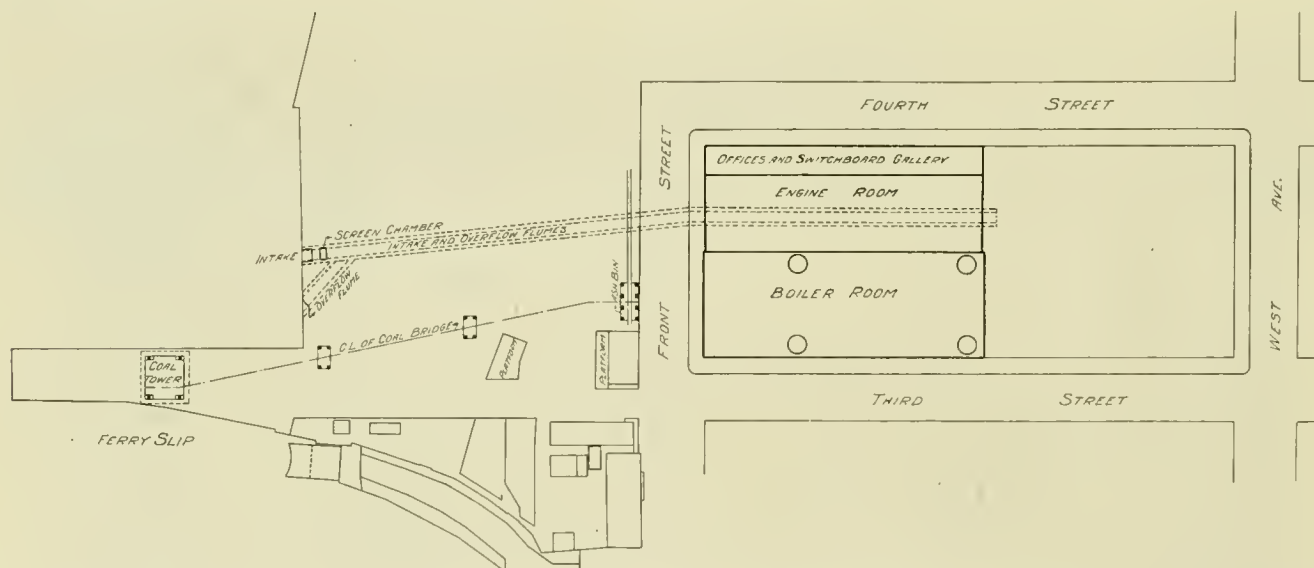 FOURTH STREET
STREET
OFFICES AND SWITCHBOARD GALLERY
ENGINE ROOM
AVE.
SCREEN CHAMBER
INTAKE AND OVERFLOW FLUMES
INTAKE
OVERFLOW
FLUME
ASH BIN
BOILER ROOM
C L OF COAL BRIDGE
FRONT
WEST
PLATFORM
PLATFORM
COAL
TOWER
THIRD STREET
FERRY SLIP